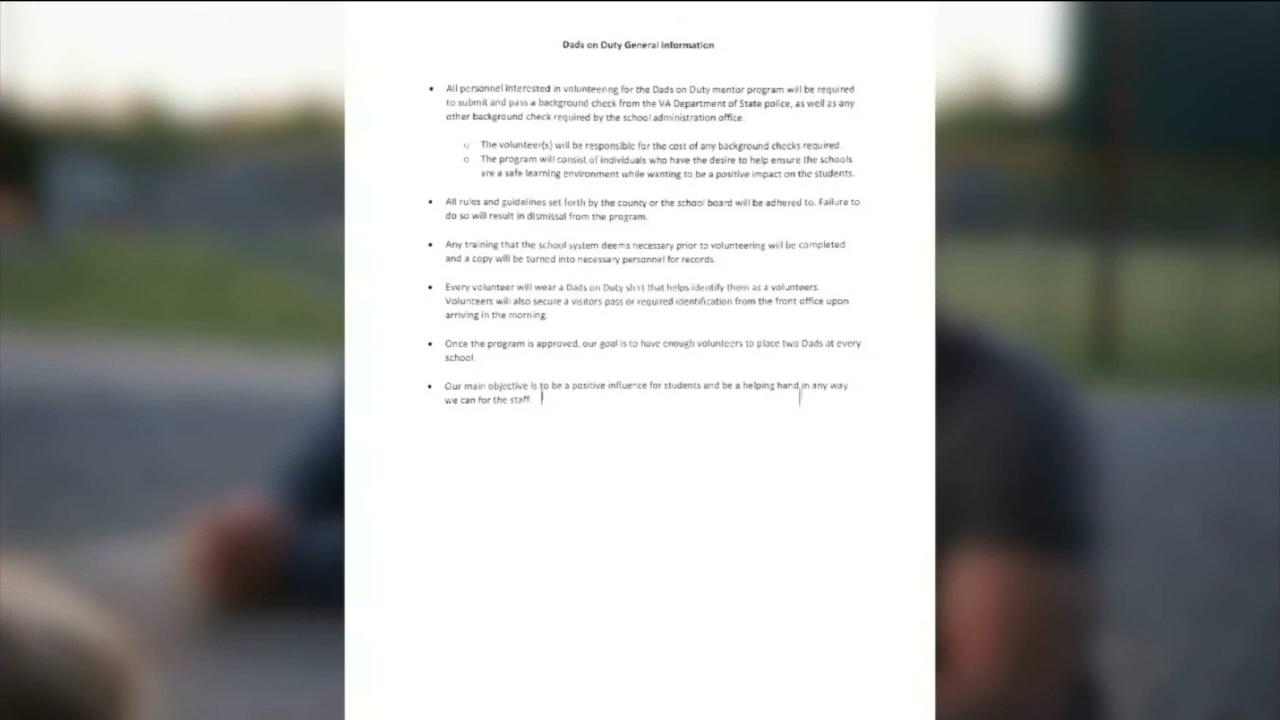 Dads on Duty General Information
• All personnel interested in volunteering for the Dads on Duty mentor program will be required
to submit and pass a background check from the VA Department of State police, as well as any
other background check required by the school administration office.
o The volunteer(s) will be responsible for the cost of any background checks required.
o The program will consist of individuals who have the desire to help ensure the schools
are a safe learning environment while wanting to be a positive impact on the students.
• All rules and guidelines set forth by the county or the school board will be adhered to. Failure to
do so will result in dismissal from the program.
• Any training that the school system deems necessary prior to volunteering will be completed
and a copy will be turned into necessary personnel for records.
• Every volunteer will wear a Dads on Duty shirt that helps identify them as a volunteers.
Volunteers will also secure a visitors pass or required identification from the front office upon
arriving in the morning.
• Once the program is approved, our goal is to have enough volunteers to place two Dads at every
school.
• Our main objective is to be a positive influence for students and be a helping hand in any way
we can for the staff.